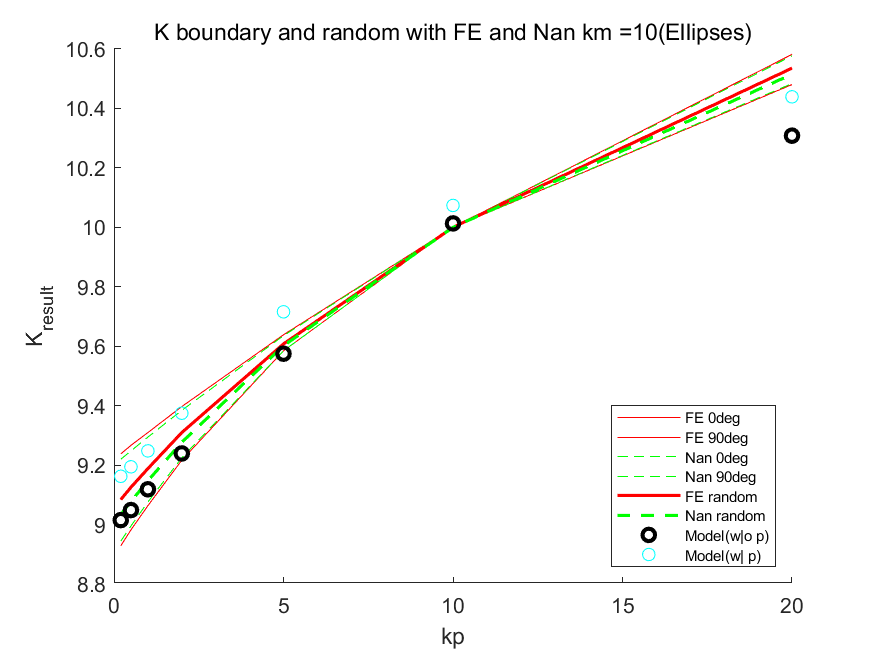 K boundary and random with FE and Nan km =10(Ellipses)
10.6
10.4
10.2
10
9.8
9.6
9.4
9.2
9
8.8
K_result
0
5
10
15
20
kp
FE 0deg
FE 90deg
Nan 0deg
Nan 90deg
FE random
Nan random
Model(w|o p)
Model(w| p)